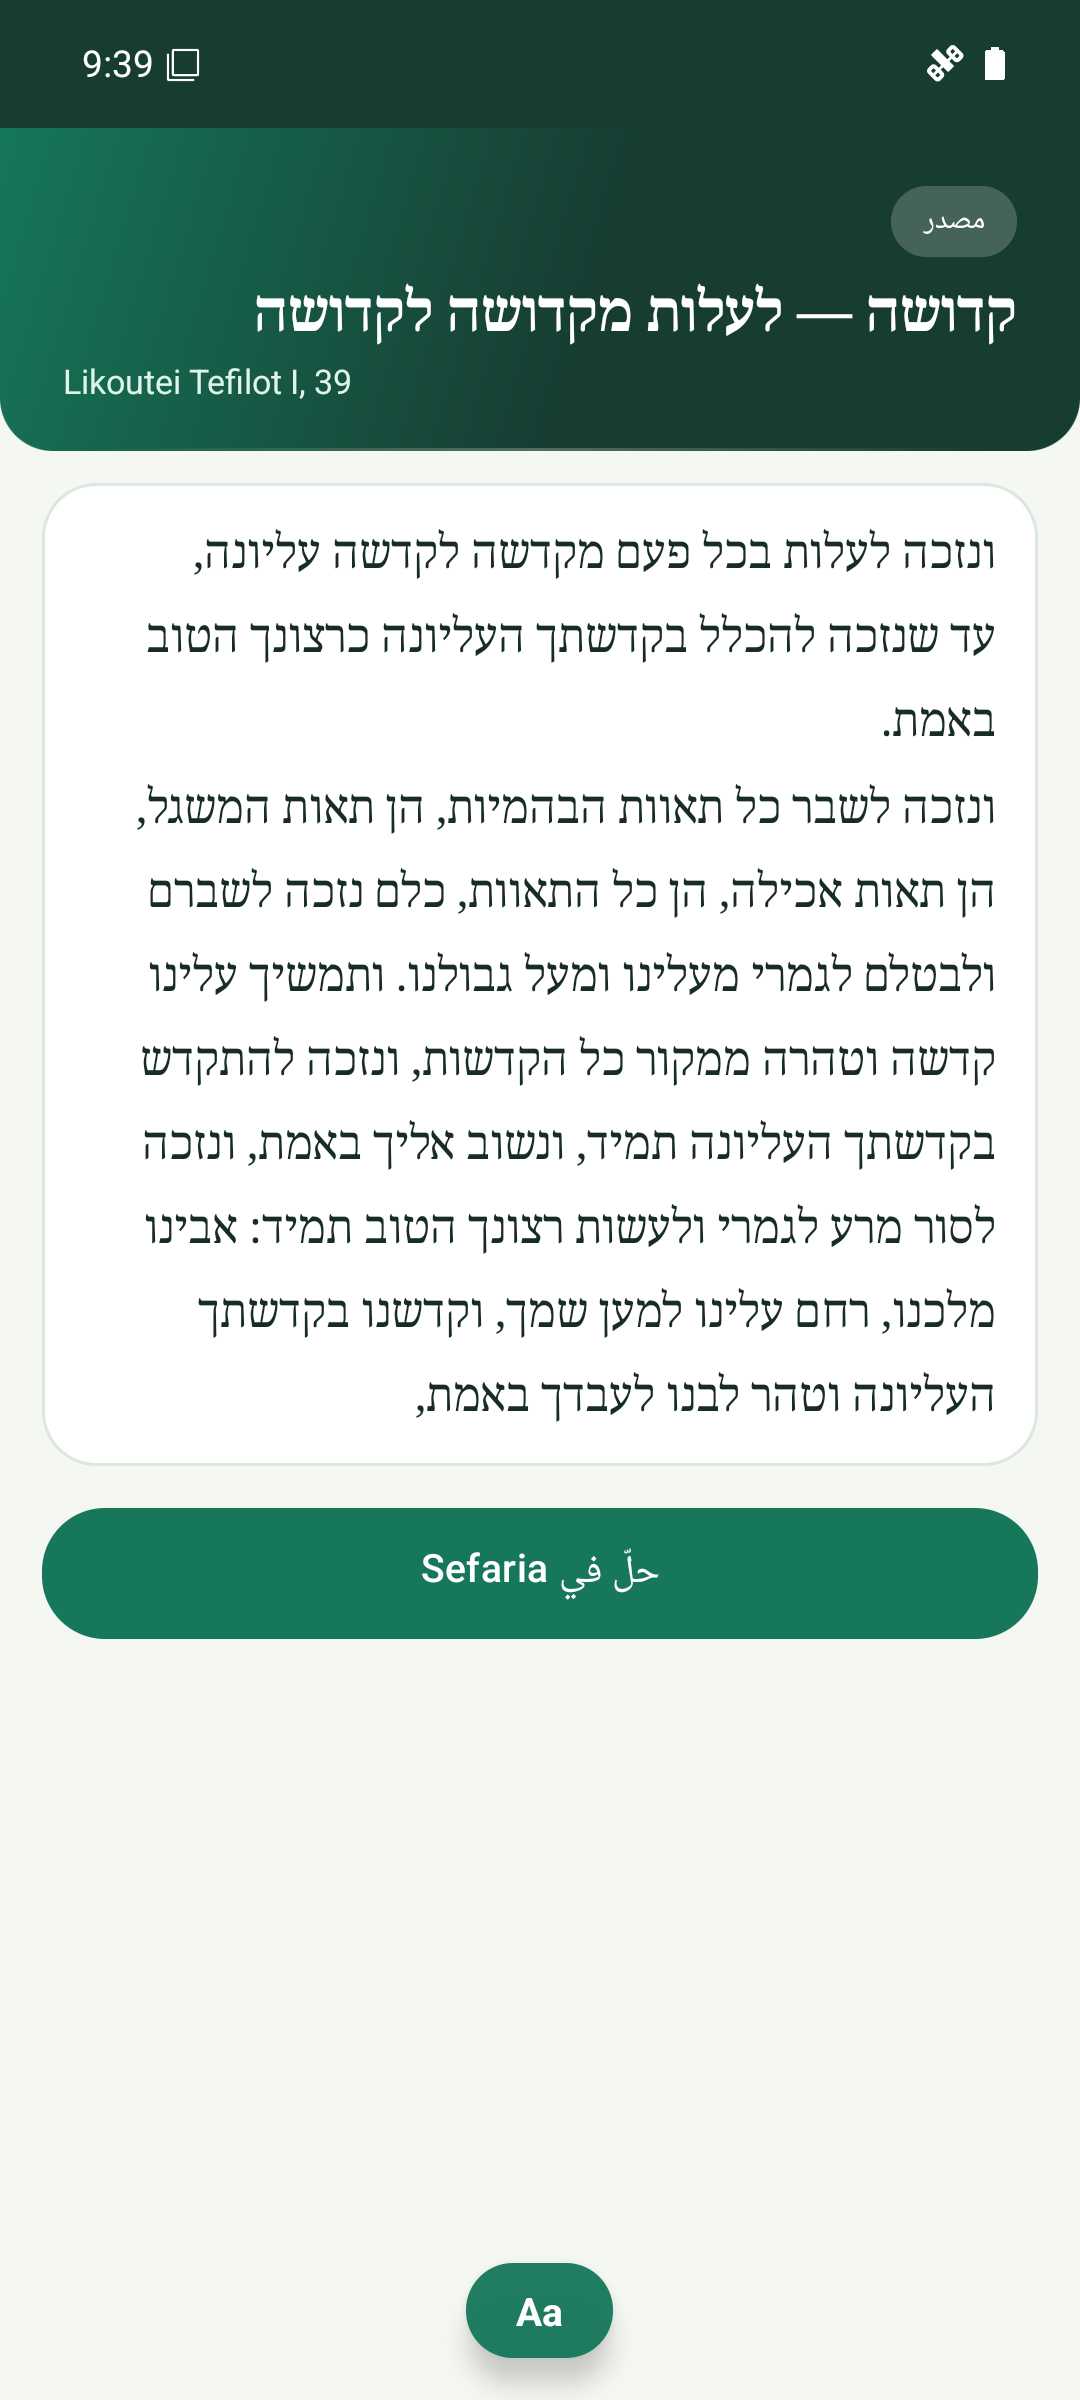 9:39
مصدر
קדושה — לעלות מקדושה לקדושה
Likoutei Tefilot I, 39
ונזכה לעלות בכל פעם מקדשה לקדשה עליונה,
עד שנזכה להכלל בקדשתך העליונה כרצונך הטוב
באמת.
ונזכה לשבר כל תאוות הבהמיות, הן תאות המשגל,
הן תאות אכילה, הן כל התאוות, כלם נזכה לשברם
ולבטלם לגמרי מעלינו ומעל גבולנו. ותמשיך עלינו
קדשה וטהרה ממקור כל הקדשות, ונזכה להתקדש
בקדשתך העליונה תמיד, ונשוב אליך באמת, ונזכה
לסור מרע לגמרי ולעשות רצונך הטוב תמיד: אבינו
מלכנו, רחם עלינו למען שמך, וקדשנו בקדשתך
העליונה וטהר לבנו לעבדך באמת,
حلّ في Sefaria
Aa